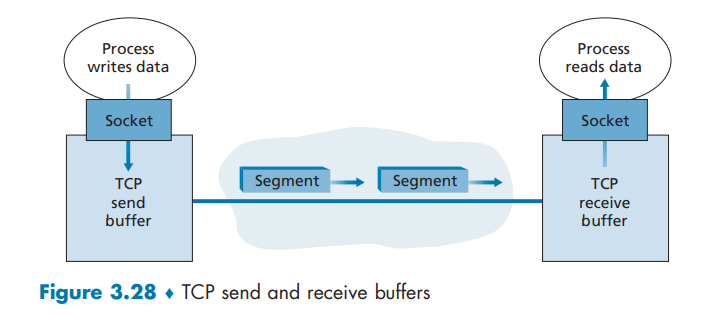 Process
writes data
Process
reads data
Socket
Socket
TCP
send
buffer
Segment
Segment
TCP
receive
buffer
Figure 3.28 ♦ TCP send and receive buffers